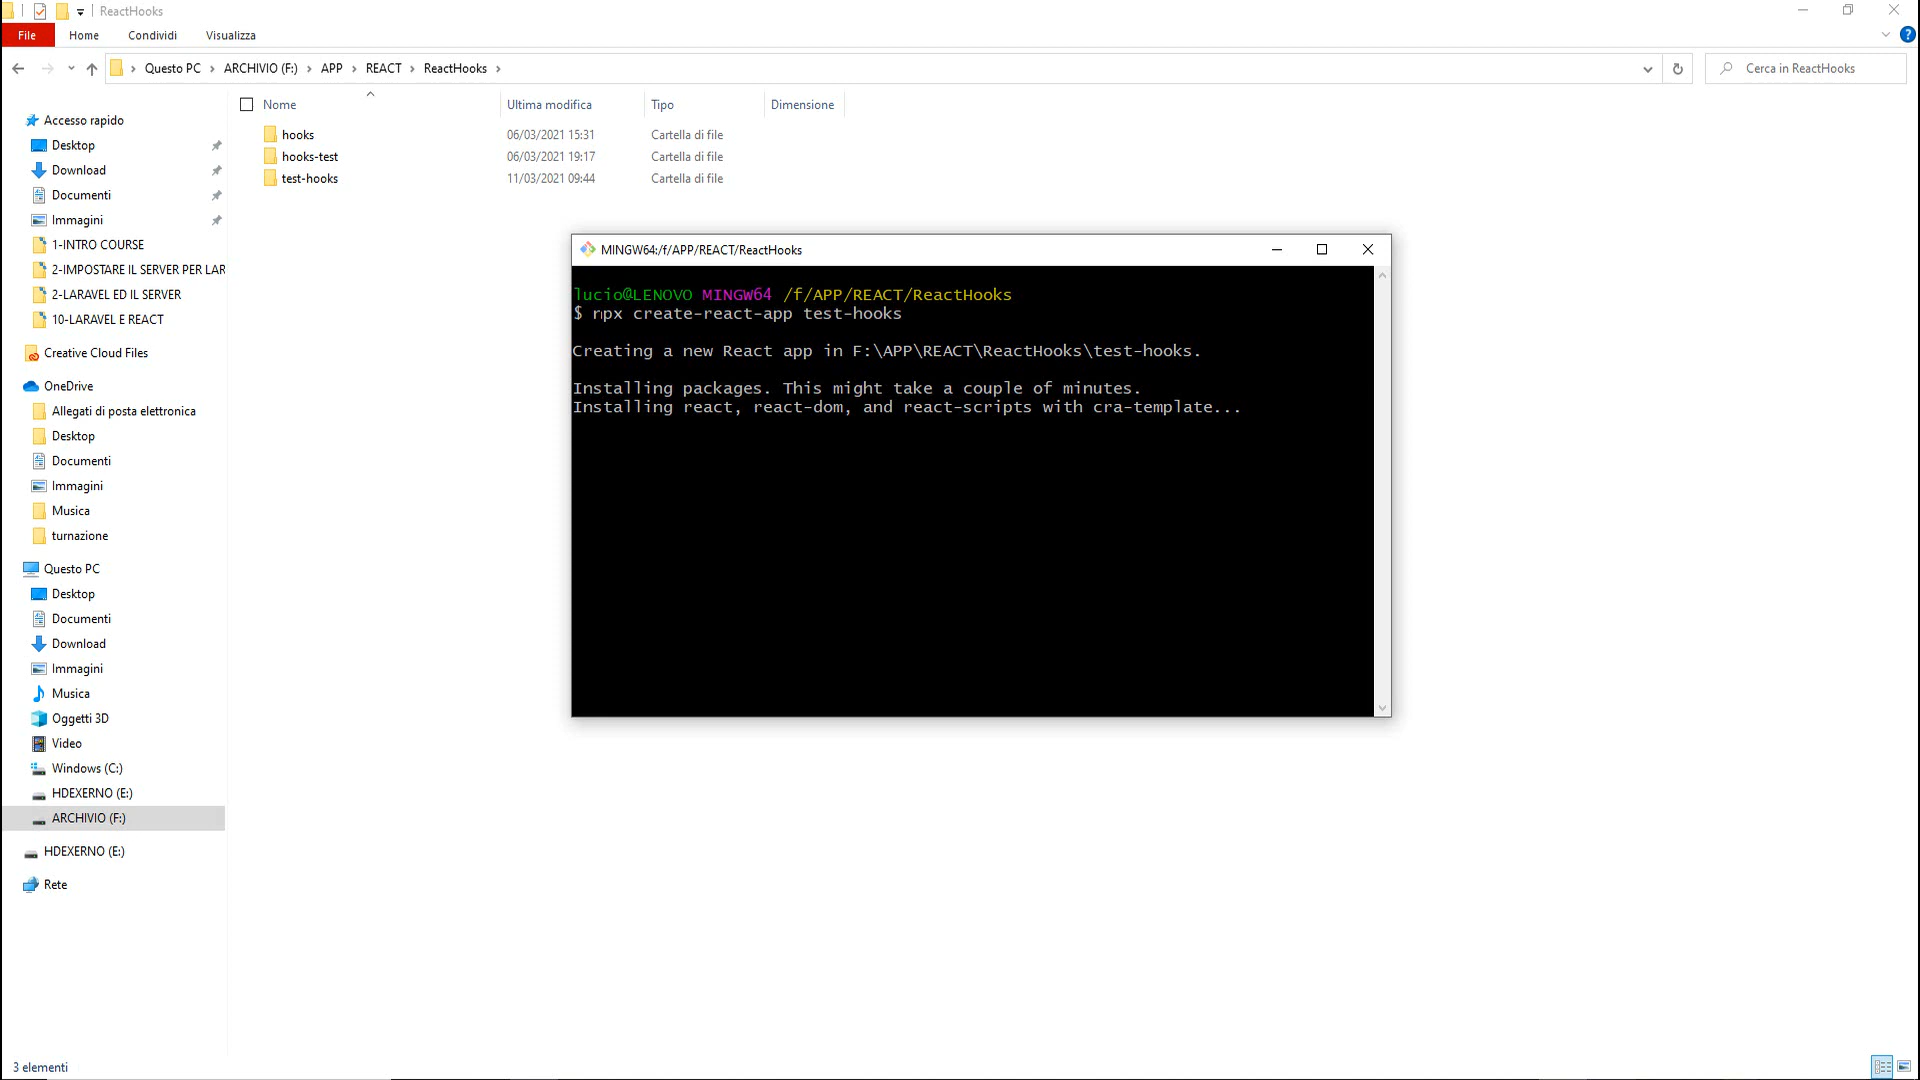 ReactHooks
File Home Condividi Visualizza
Questo PC ARCHIVIO (F:) APP REACT ReactHooks
Cerca in ReactHooks
Nome Ultima modifica Tipo Dimensione
hooks 06/03/2021 15:31 Cartella di file
hooks-test 06/03/2021 19:17 Cartella di file
test-hooks 11/03/2021 09:44 Cartella di file
Accesso rapido
Desktop
Download
Documenti
Immagini
1-INTRO COURSE
2-IMPOSTARE IL SERVER PER LAR
2-LARAVEL ED IL SERVER
10-LARAVEL E REACT
Creative Cloud Files
OneDrive
Allegati di posta elettronica
Desktop
Documenti
Immagini
Musica
turnazione
Questo PC
Desktop
Documenti
Download
Immagini
Musica
Oggetti 3D
Video
Windows (C:)
HDEXERNO (E:)
ARCHIVIO (F:)
HDEXERNO (E:)
Rete
3 elementi
MINGW64:/f/APP/REACT/ReactHooks
lucio@LENOVO MINGW64 /f/APP/REACT/ReactHooks
$ npx create-react-app test-hooks
Creating a new React app in F:\APP\REACT\ReactHooks\test-hooks.
Installing packages. This might take a couple of minutes.
Installing react, react-dom, and react-scripts with cra-template...